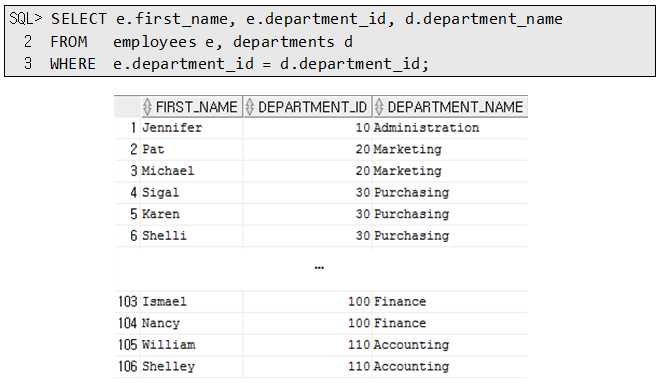 SQL> SELECT e.first_name, e.department_id, d.department_name
2 FROM employees e, departments d
3 WHERE e.department_id = d.department_id;
FIRST_NAME DEPARTMENT_ID DEPARTMENT_NAME
1 Jennifer 10 Administration
2 Pat 20 Marketing
3 Michael 20 Marketing
4 Sigal 30 Purchasing
5 Karen 30 Purchasing
6 Shelli 30 Purchasing
...
103 Ismael 100 Finance
104 Nancy 100 Finance
105 William 110 Accounting
106 Shelley 110 Accounting